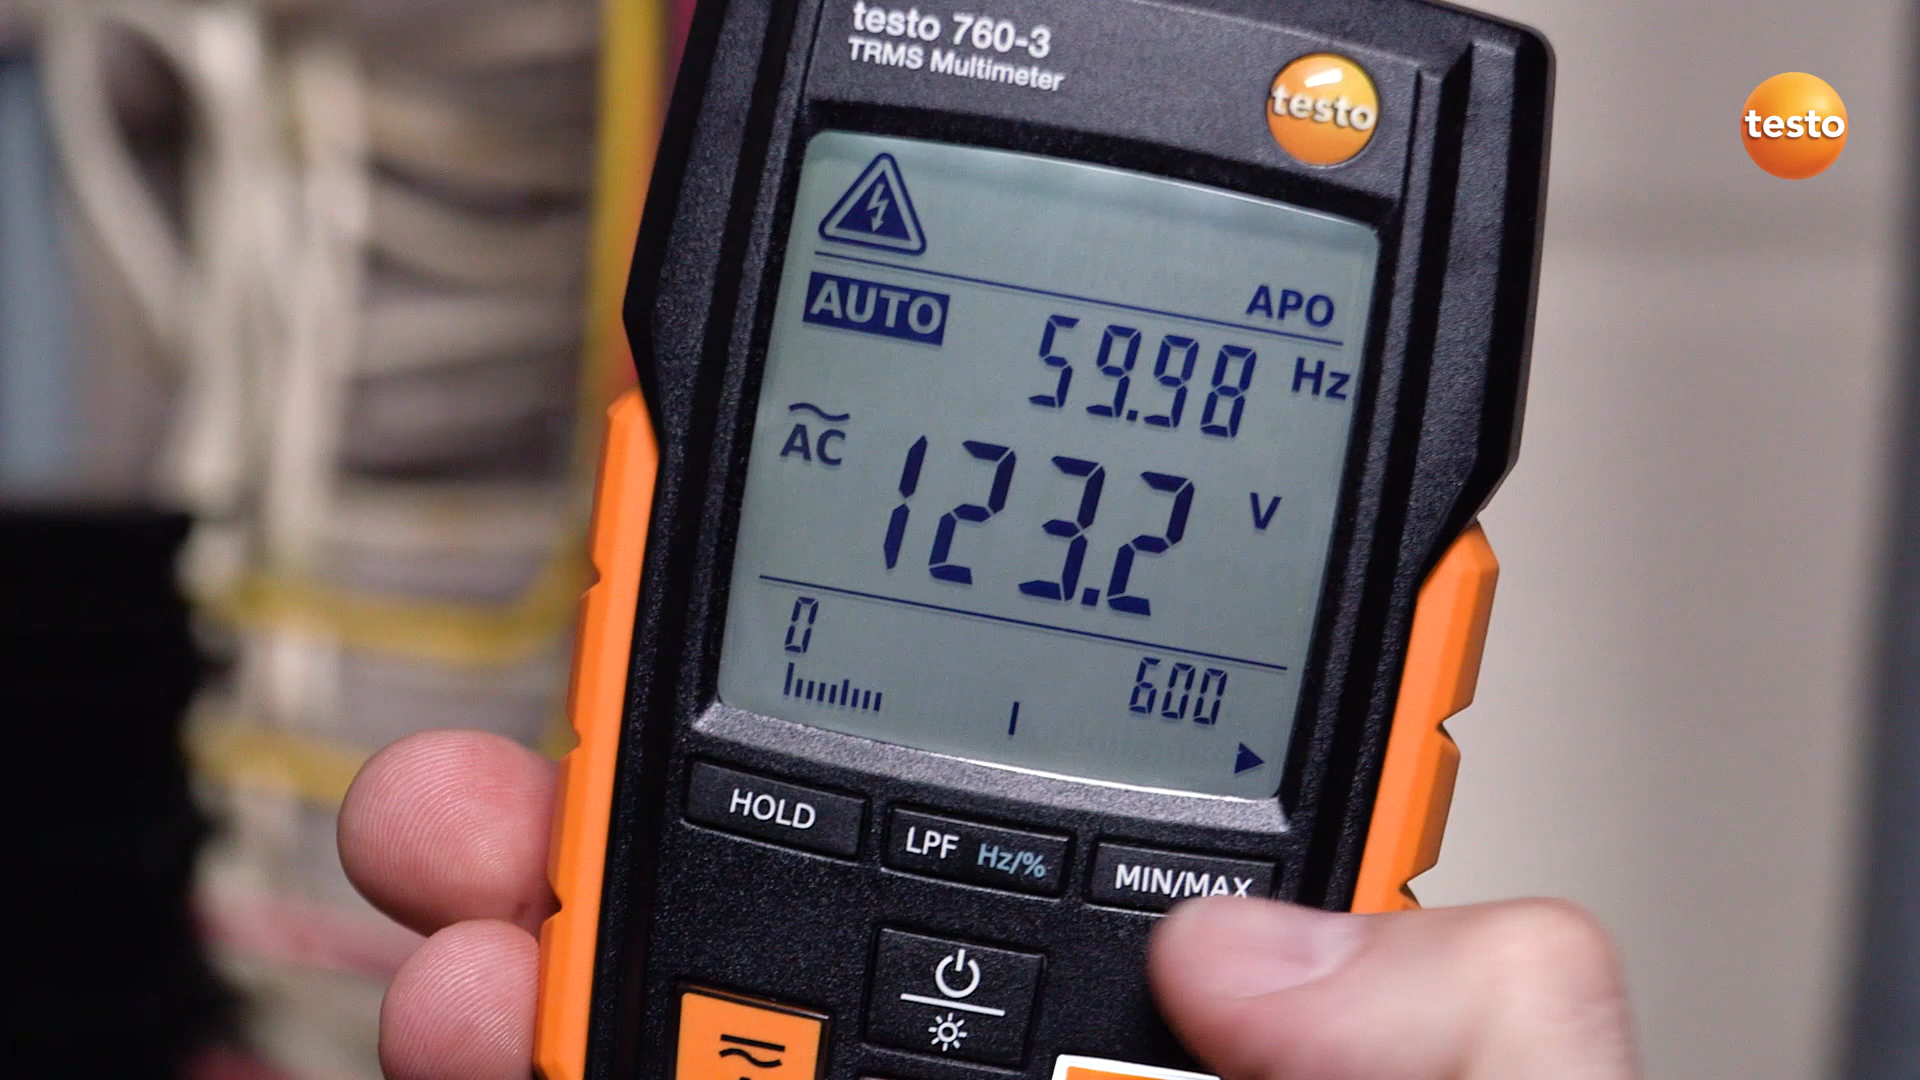 testo 760-3
TRMS Multimeter
testo
testo
APO
AUTO
59.98 Hz
AC
123.2 V
0
600
HOLD
LPF Hz/%
MIN/MAX